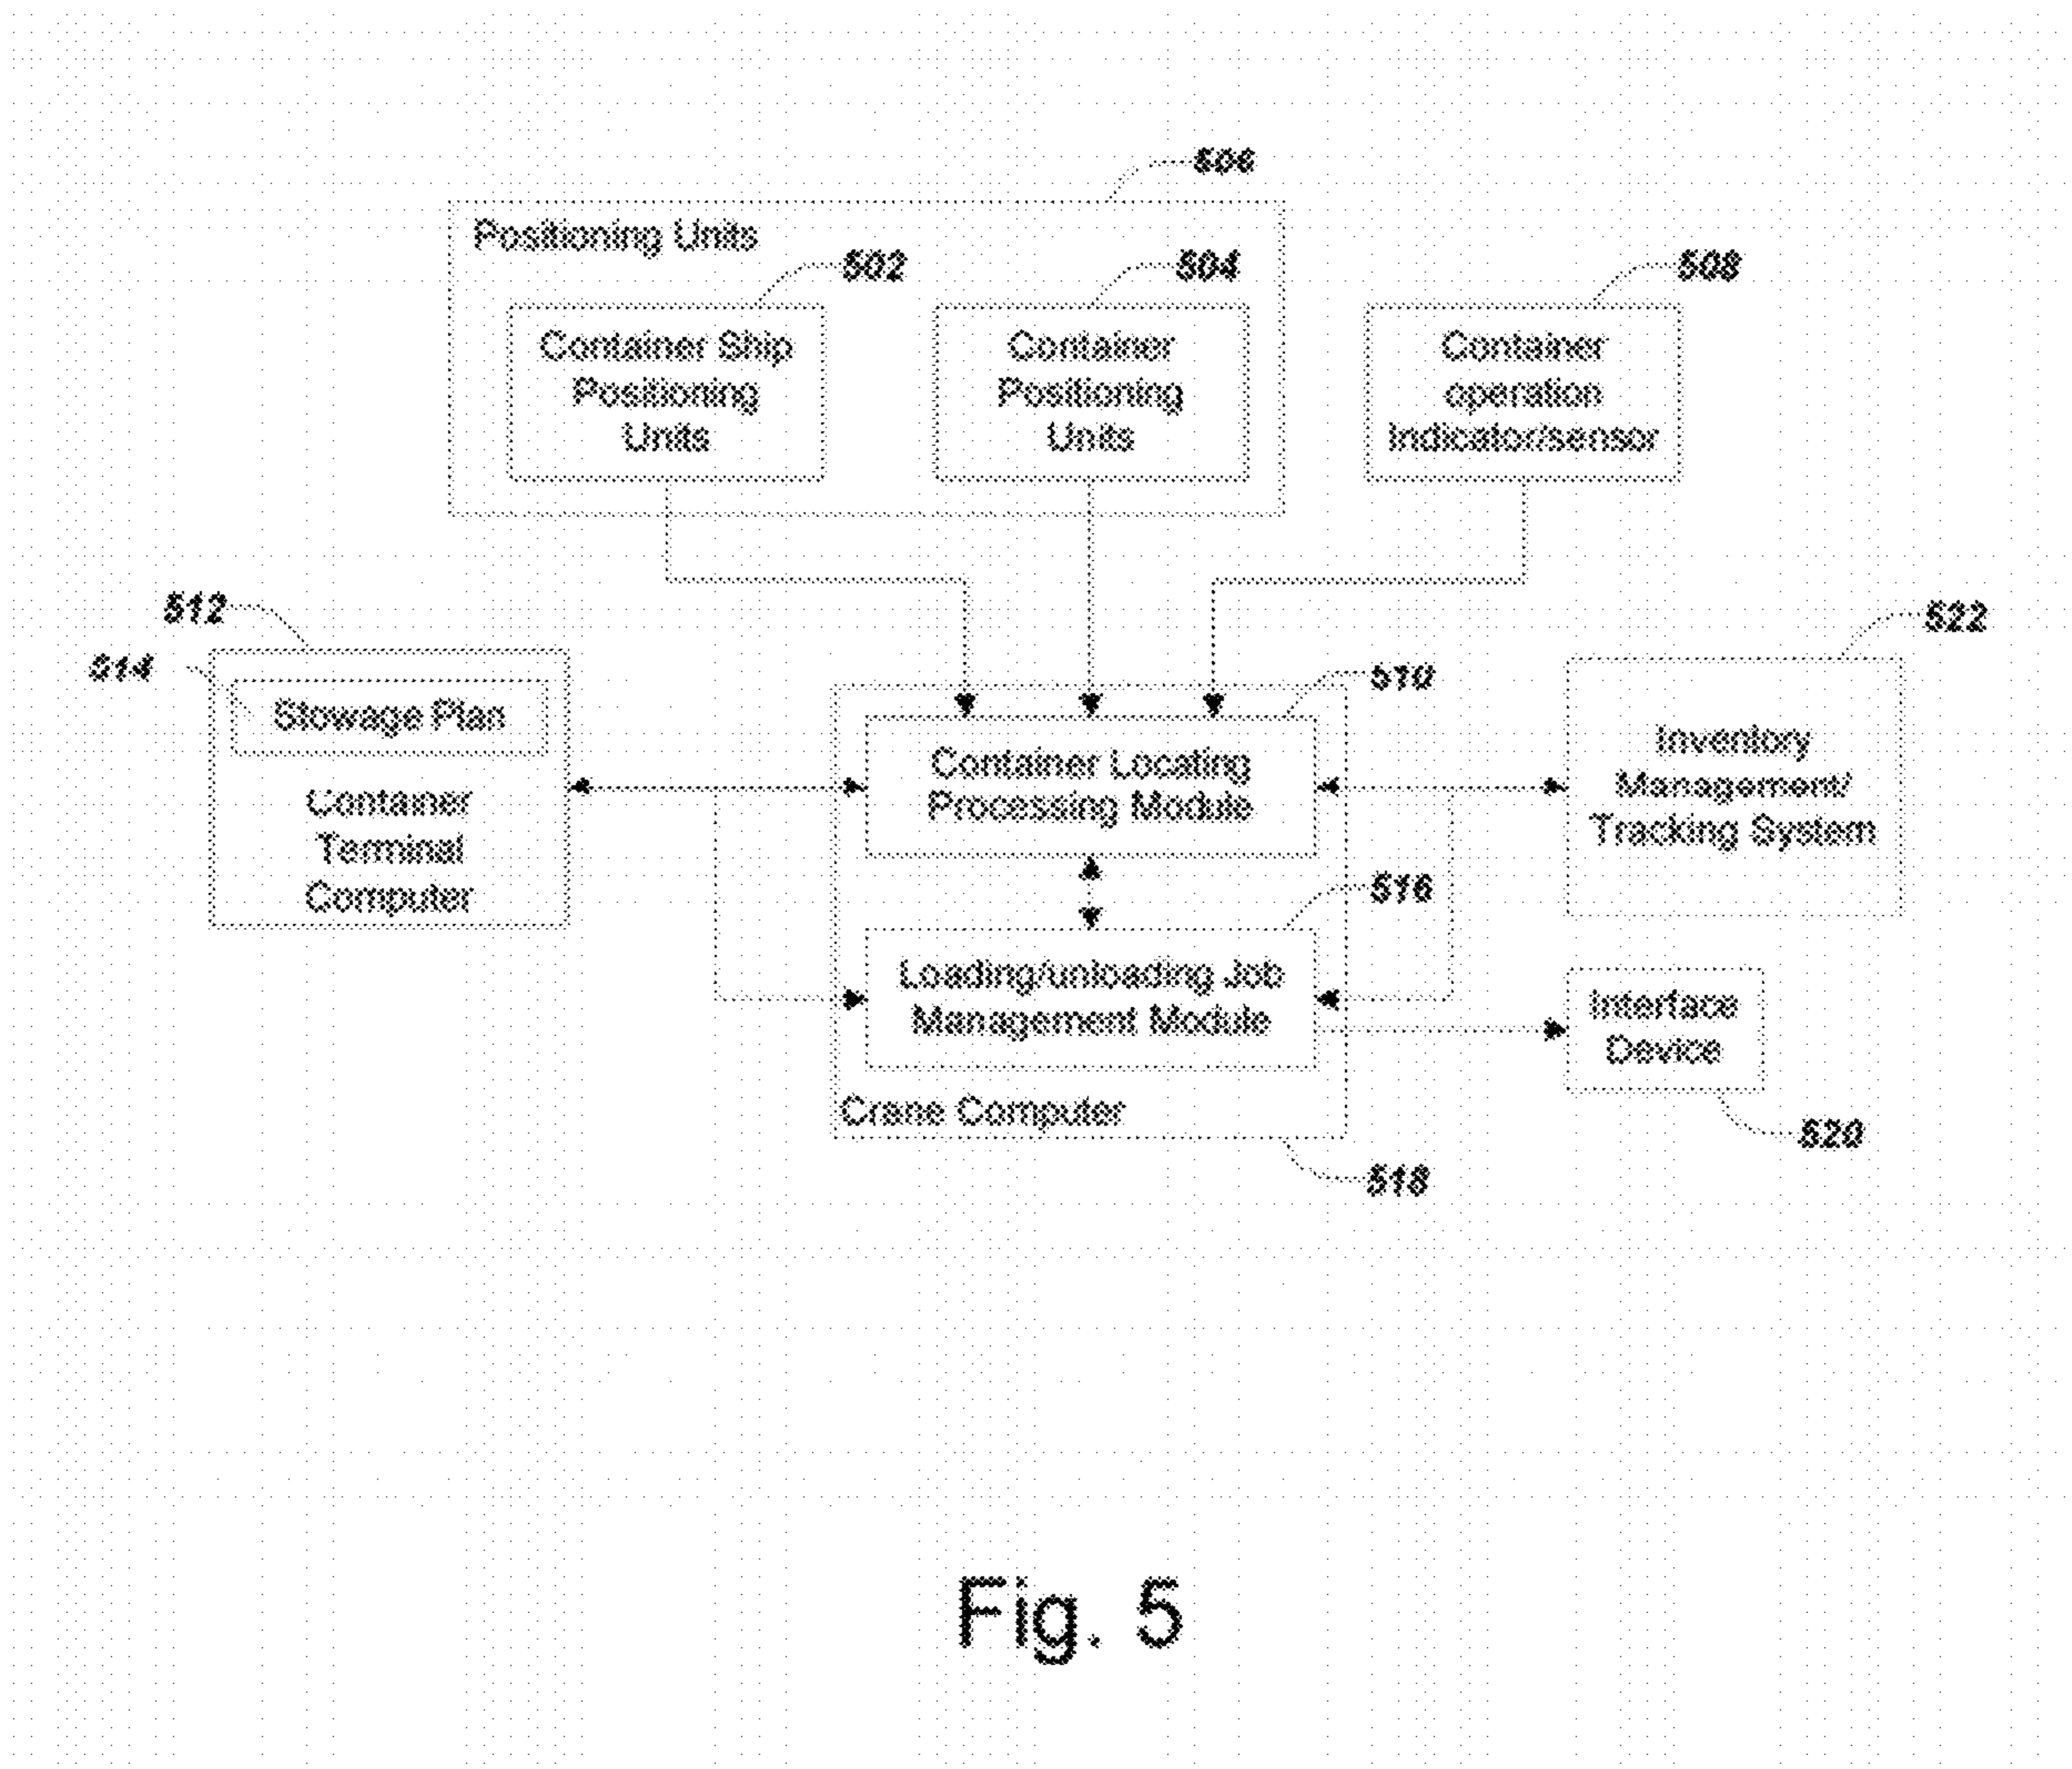 506
Positioning Units
502
504
508
Container Ship
Positioning
Units
Container
Positioning
Units
Container
operation
Indicator/sensor
512
514
Stowage Plan
Container
Terminal
Computer
510
Container Locating
Processing Module
522
Inventory
Management/
Tracking System
516
Loading/unloading Job
Management Module
Crane Computer
518
Interface
Device
520
Fig. 5